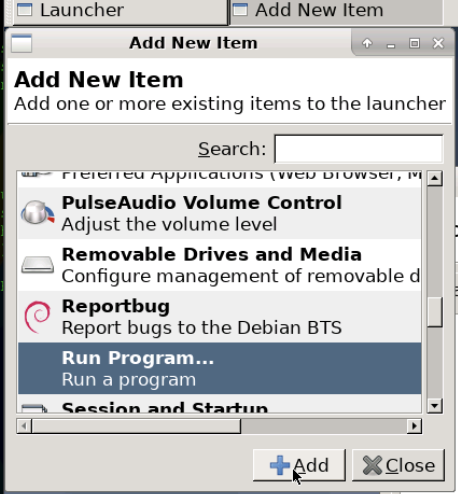 Launcher
Add New Item
Add New Item
Add New Item
Add one or more existing items to the launcher
Search:
Preferred Applications (Web Browser, M
PulseAudio Volume Control
Adjust the volume level
Removable Drives and Media
Configure management of removable d
Reportbug
Report bugs to the Debian BTS
Run Program...
Run a program
Session and Startup
Add
Close